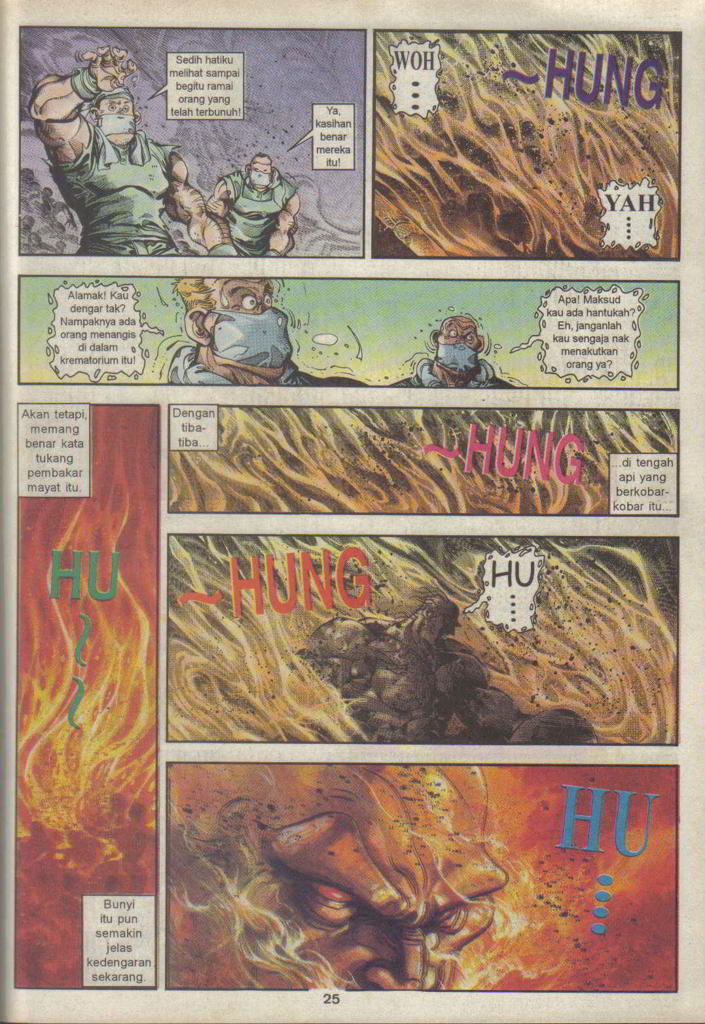 Sedih hatiku
melihat sampai
begitu ramai
orang yang
telah terbunuh!
Ya,
kasihan
benar
mereka
itu!
WOH
....
~HUNG
YAH
....
Alamak! Kau
dengar tak?
Nampaknya ada
orang menangis
di dalam
krematorium itu!
Apa! Maksud
kau ada hantukah?
Eh, janganlah
kau sengaja nak
menakutkan
orang ya?
Akan tetapi,
memang
benar kata
tukang
pembakar
mayat itu.
HU
~
~
Bunyi
itu pun
semakin
jelas
kedengaran
sekarang.
Dengan
tiba-
tiba...
~HUNG
...di tengah
api yang
berkobar-
kobar itu...
~HUNG
HU
....
HU
....
25